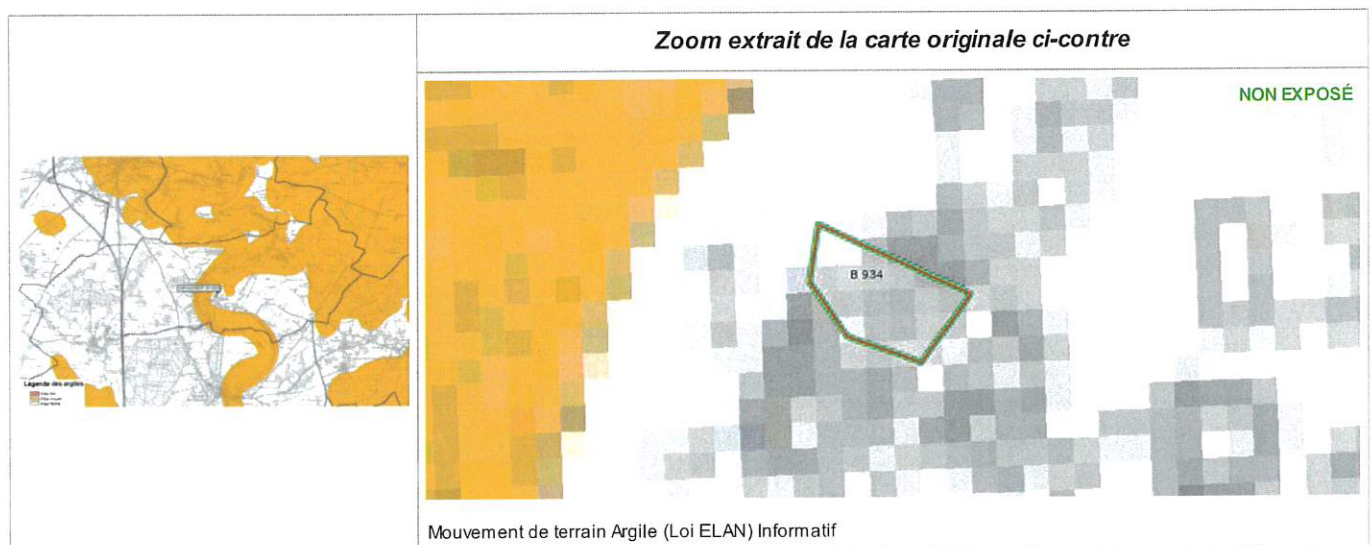 Zoom extrait de la carte originale ci-contre
NON EXPOSÉ
B 934
Légende des argiles
Mouvement de terrain Argile (Loi ELAN) Informatif